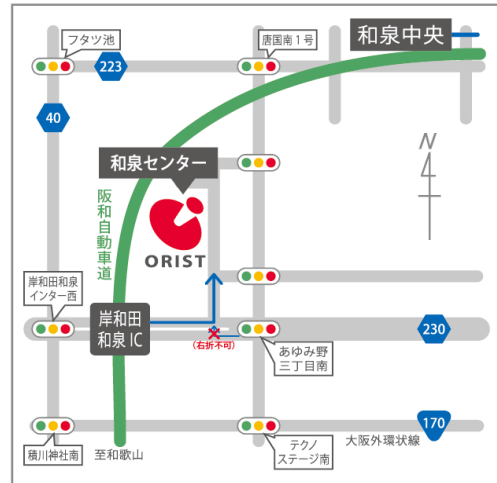 フタツ池
唐国南1号
和泉中央
223
40
N
和泉センター
阪和自動車道
ORIST
岸和田和泉
インター西
岸和田
和泉IC
(右折不可)
あゆみ野
三丁目南
230
積川神社南
至和歌山
テクノ
ステージ南
大阪外環状線
170